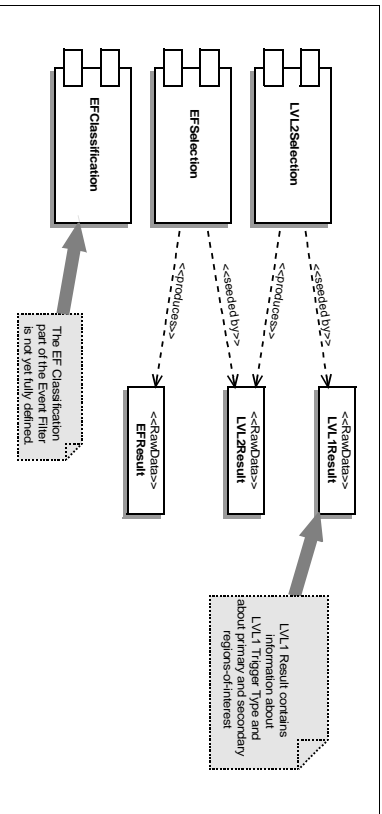 LVL2Selection
<<seeded by>>
<<produces>>
<<RawData>>
LVL1Result
LVL1 Result contains
information about
LVL1 Trigger Type and
about primary and secondary
regions-of-interest
EFSelection
<<seeded by>>
<<produces>>
<<RawData>>
LVL2Result
<<RawData>>
EFResult
EFClassification
The EF Classification
part of the Event Filter
is not yet fully defined.